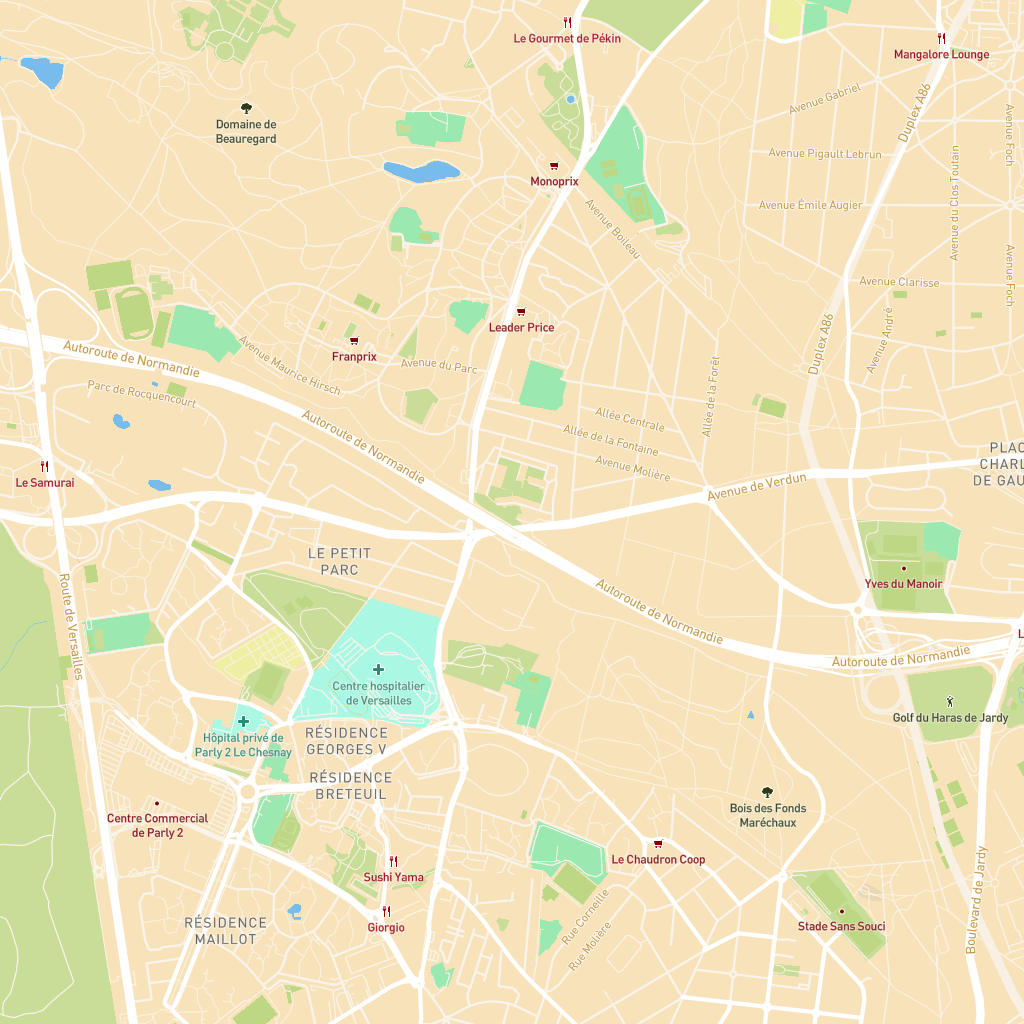 Le Gourmet de Pékin
Mangalore Lounge
Duplex A86
Avenue Gabriel
Avenue Foch
Domaine de
Beauregard
Avenue Pigault Lebrun
Avenue du Clos Toutain
Monoprix
Avenue Émile Augier
Avenue Boileau
Avenue Foch
Avenue Clarisse
Leader Price
Avenue André
Duplex A86
Autoroute de Normandie
Avenue Maurice Hirsch
Franprix
Avenue du Parc
Parc de Rocquencourt
Allée de la Forêt
Allée Centrale
Autoroute de Normandie
Allée de la Fontaine
Avenue Molière
PLAC
CHARL
DE GAU
Le Samurai
Avenue de Verdun
LE PETIT
PARC
Yves du Manoir
Route de Versailles
Autoroute de Normandie
L
Autoroute de Normandie
Centre hospitalier
de Versailles
Golf du Haras de Jardy
Hôpital privé de
Parly 2 Le Chesnay
RÉSIDENCE
GEORGES V
RÉSIDENCE
BRETEUIL
Centre Commercial
de Parly 2
Bois des Fonds
Maréchaux
Le Chaudron Coop
Sushi Yama
Boulevard de Jardy
Giorgio
Rue Corneille
Stade Sans Souci
RÉSIDENCE
MAILLOT
Rue Molière